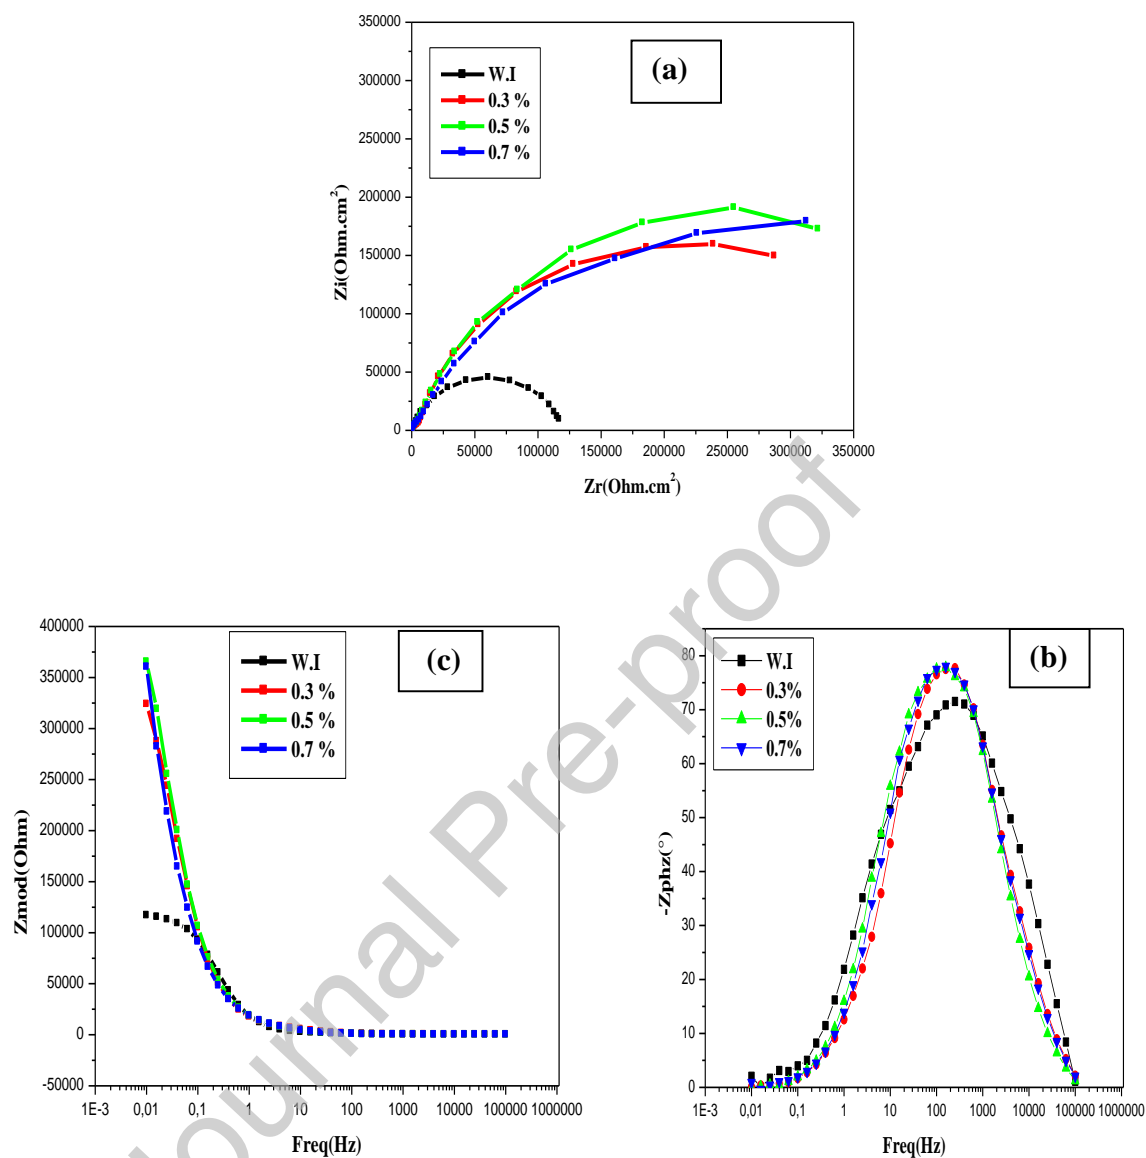 350000
300000
250000
200000
150000
100000
50000
0
Zi(Ohm.cm2)
W.I
0.3 %
0.5 %
0.7 %
(a)
0 50000 100000 150000 200000 250000 300000 350000
Zr(Ohm.cm2)
400000
350000
300000
250000
200000
150000
100000
50000
0
-50000
Zmod(Ohm)
W.I
0.3 %
0.5 %
0.7 %
(c)
1E-3 0,01 0,1 1 10 100 1000 10000 100000 1000000
Freq(Hz)
80
70
60
50
40
30
20
10
0
-Zphz(°)
W.I
0.3%
0.5%
0.7%
(b)
1E-3 0,01 0,1 1 10 100 1000 10000 100000 1000000
Freq(Hz)
Journal Pre-proof